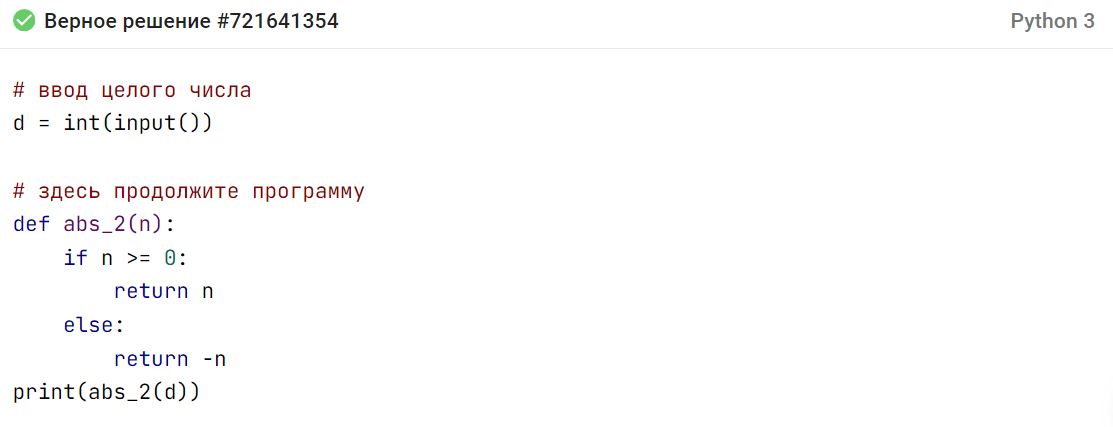 Верное решение #721641354
Python 3
# ввод целого числа
d = int(input())
# здесь продолжите программу
def abs_2(n):
    if n >= 0:
        return n
    else:
        return -n
print(abs_2(d))